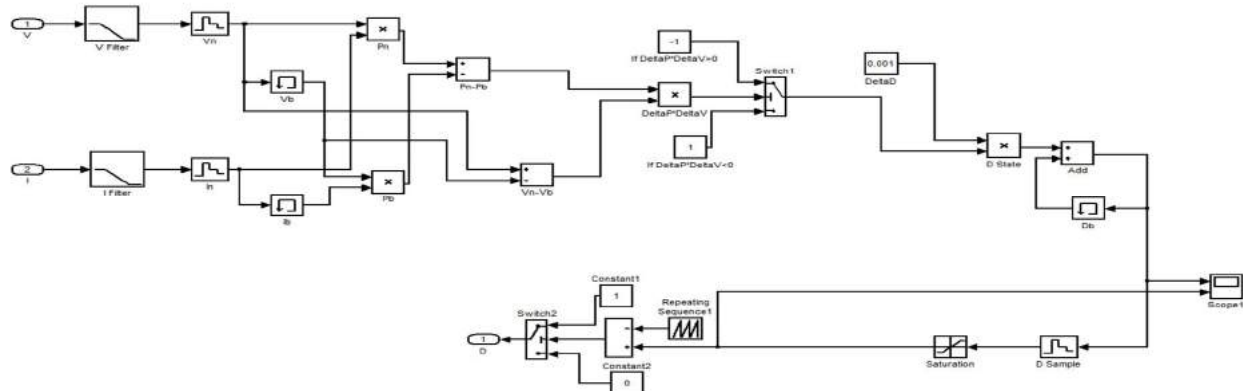 1
V
V Filter
Vn
Vb
×
Pn
+
−
Pn-Pb
-1
If DeltaP*DeltaV>0
Switch1
×
DeltaP*DeltaV
1
If DeltaP*DeltaV<0
0.001
DeltaD
×
D State
+
+
Add
Db
2
I
I Filter
In
Ib
×
Pb
+
−
Vn-Vb
Constant1
1
Switch2
1
D
Repeating
Sequence1
−
+
Constant2
0
Saturation
D Sample
Scope1